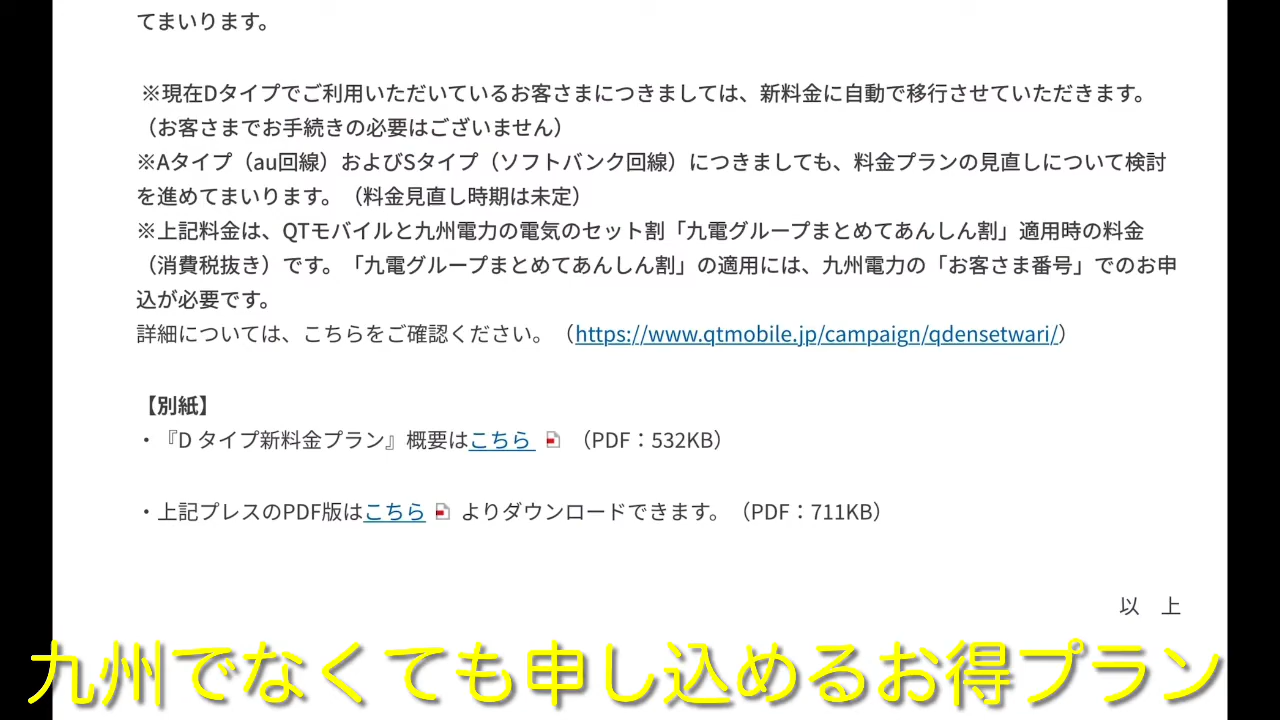 てまいります。
※現在Dタイプでご利用いただいているお客さまにつきましては、新料金に自動で移行させていただきます。
（お客さまでお手続きの必要はございません）
※Aタイプ（au回線）およびSタイプ（ソフトバンク回線）につきましても、料金プランの見直しについて検討
を進めてまいります。（料金見直し時期は未定）
※上記料金は、QTモバイルと九州電力の電気のセット割「九電グループまとめてあんしん割」適用時の料金
（消費税抜き）です。「九電グループまとめてあんしん割」の適用には、九州電力の「お客さま番号」でのお申
込が必要です。
詳細については、こちらをご確認ください。（https://www.qtmobile.jp/campaign/qdensetwari/）
【別紙】
・『D タイプ新料金プラン』概要はこちら （PDF：532KB）
・上記プレスのPDF版はこちら よりダウンロードできます。（PDF：711KB）
以　上
九州でなくても申し込めるお得プラン